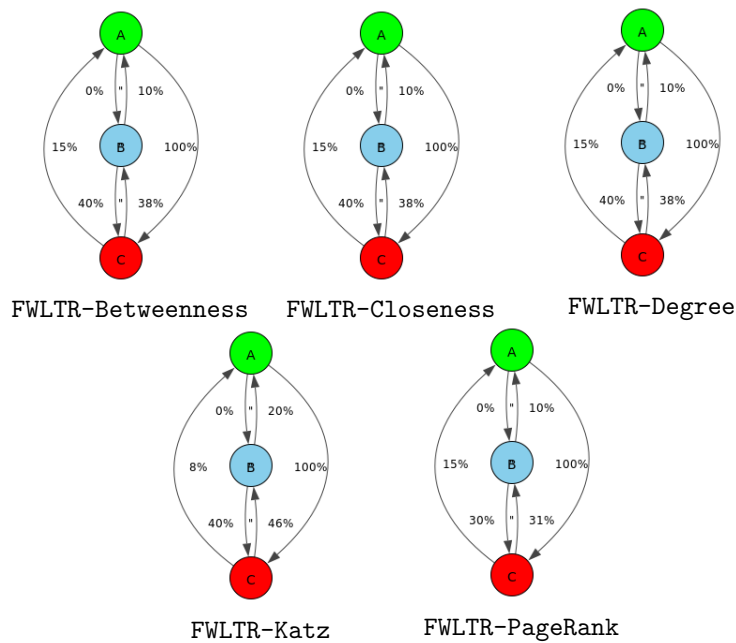 A A A
0% " 10% 0% " 10% 0% " 10%
15% B 100% 15% B 100% 15% B 100%
40% " 38% 40% " 38% 40% " 38%
C C C
FWLTR-Betweenness FWLTR-Closeness FWLTR-Degree
A A
0% " 20% 0% " 10%
8% B 100% 15% B 100%
40% " 46% 30% " 31%
C C
FWLTR-Katz FWLTR-PageRank